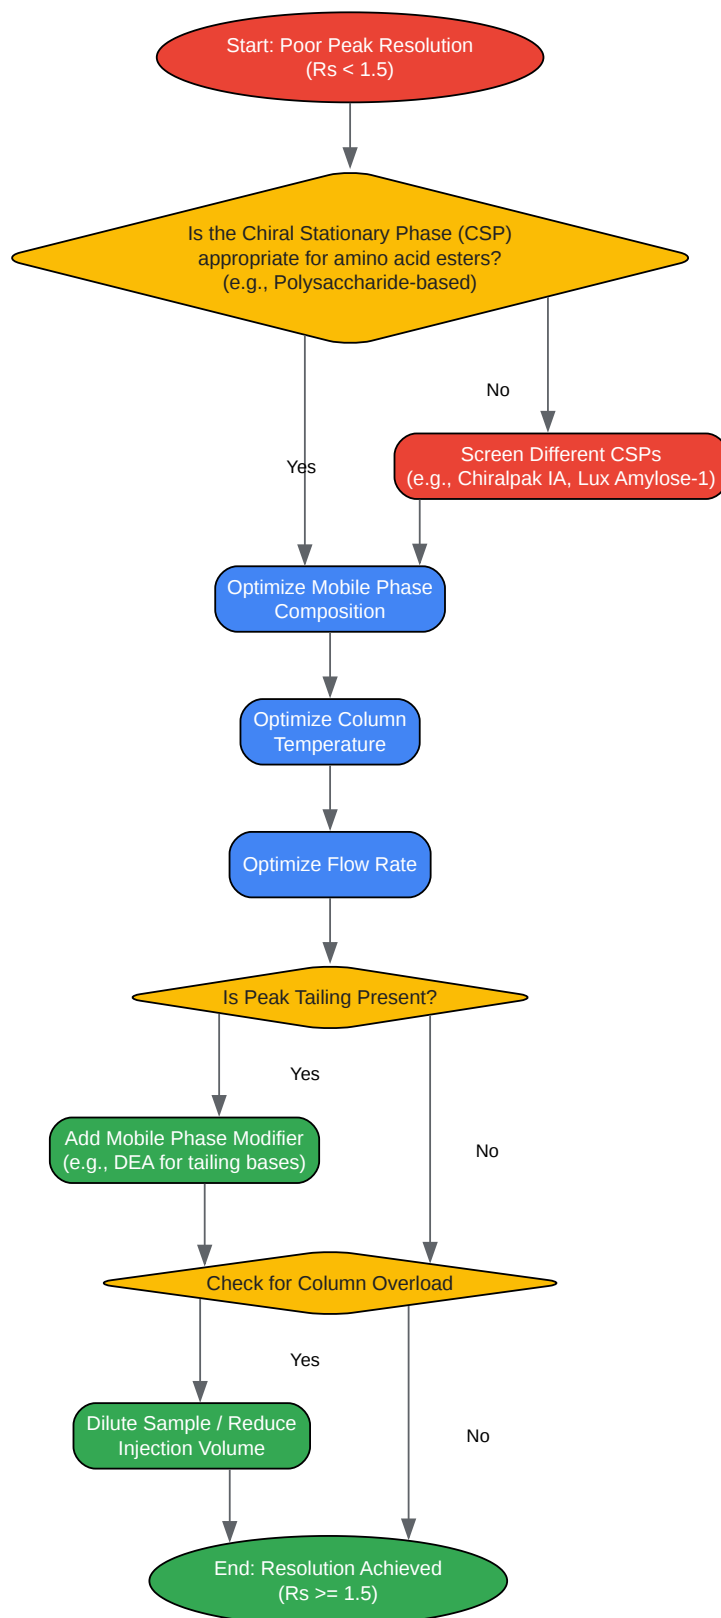 Start: Poor Peak Resolution
(Rs < 1.5)
Is the Chiral Stationary Phase (CSP)
appropriate for amino acid esters?
(e.g., Polysaccharide-based)
No
Yes
Screen Different CSPs
(e.g., Chiralpak IA, Lux Amylose-1)
Optimize Mobile Phase
Composition
Optimize Column
Temperature
Optimize Flow Rate
Is Peak Tailing Present?
Yes
Add Mobile Phase Modifier
(e.g., DEA for tailing bases)
No
Check for Column Overload
Yes
Dilute Sample / Reduce
Injection Volume
No
End: Resolution Achieved
(Rs >= 1.5)